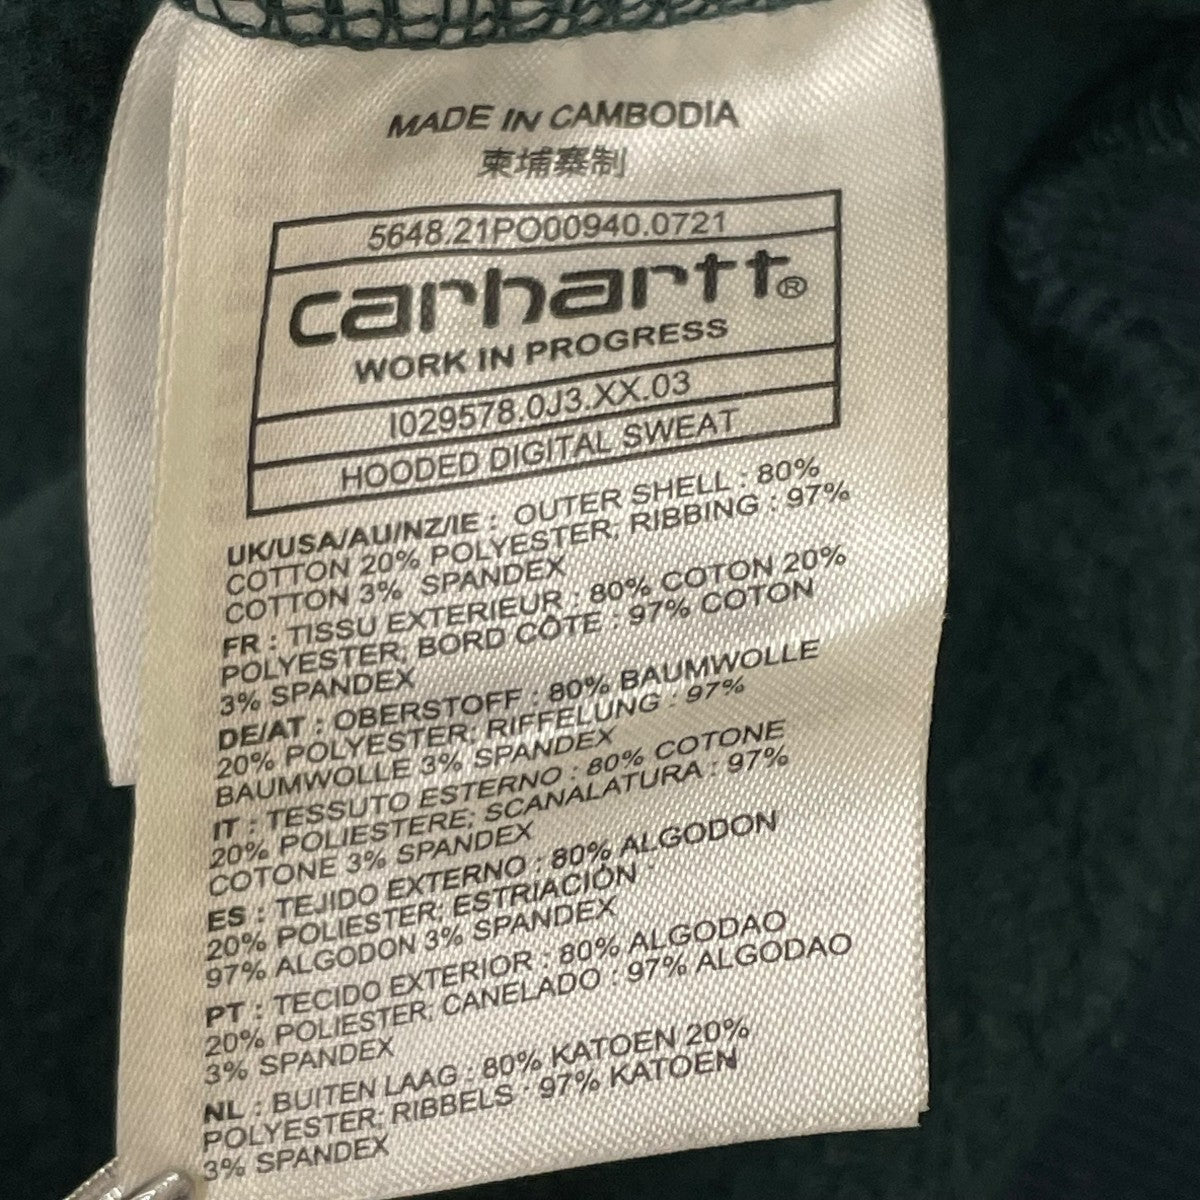 MADE IN CAMBODIA
柬埔寨制
5648.21PO00940.0721
carhartt®
WORK IN PROGRESS
I029578.0J3.XX.03
HOODED DIGITAL SWEAT
UK/USA/AU/NZ/IE : OUTER SHELL : 80%
COTTON 20% POLYESTER; RIBBING : 97%
COTTON 3% SPANDEX
FR : TISSU EXTERIEUR : 80% COTON 20%
POLYESTER; BORD CÔTE : 97% COTON
3% SPANDEX
DE/AT : OBERSTOFF : 80% BAUMWOLLE
20% POLYESTER; RIFFELUNG : 97%
BAUMWOLLE 3% SPANDEX
IT : TESSUTO ESTERNO : 80% COTONE
20% POLIESTERE; SCANALATURA : 97%
COTONE 3% SPANDEX
ES : TEJIDO EXTERNO : 80% ALGODON
20% POLIESTER; ESTRIACIÓN :
97% ALGODON 3% SPANDEX
PT : TECIDO EXTERIOR : 80% ALGODAO
20% POLIESTER; CANELADO : 97% ALGODAO
3% SPANDEX
NL : BUITEN LAAG : 80% KATOEN 20%
POLYESTER; RIBBELS : 97% KATOEN
3% SPANDEX